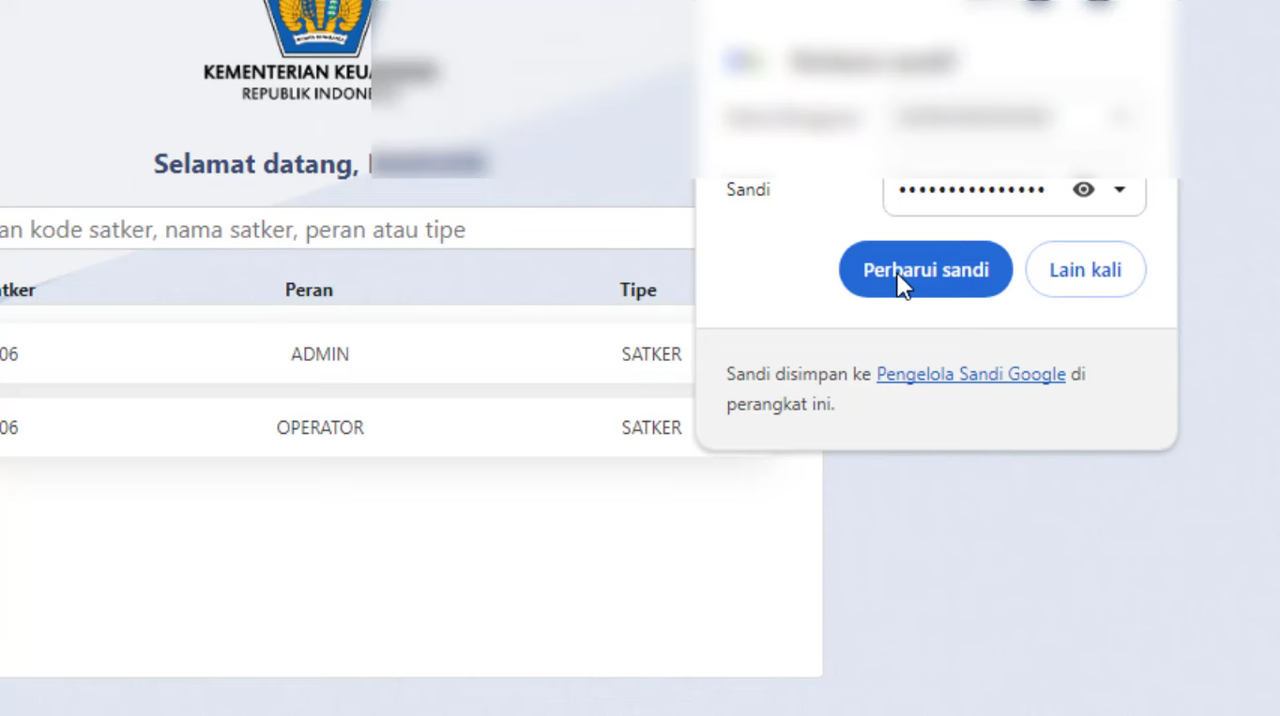 KEMENTERIAN KEU
REPUBLIK INDONE
Selamat datang,
an kode satker, nama satker, peran atau tipe
tker Peran Tipe
06 ADMIN SATKER
06 OPERATOR SATKER
Sandi ••••••••••••••••
Perbarui sandi Lain kali
Sandi disimpan ke Pengelola Sandi Google di
perangkat ini.